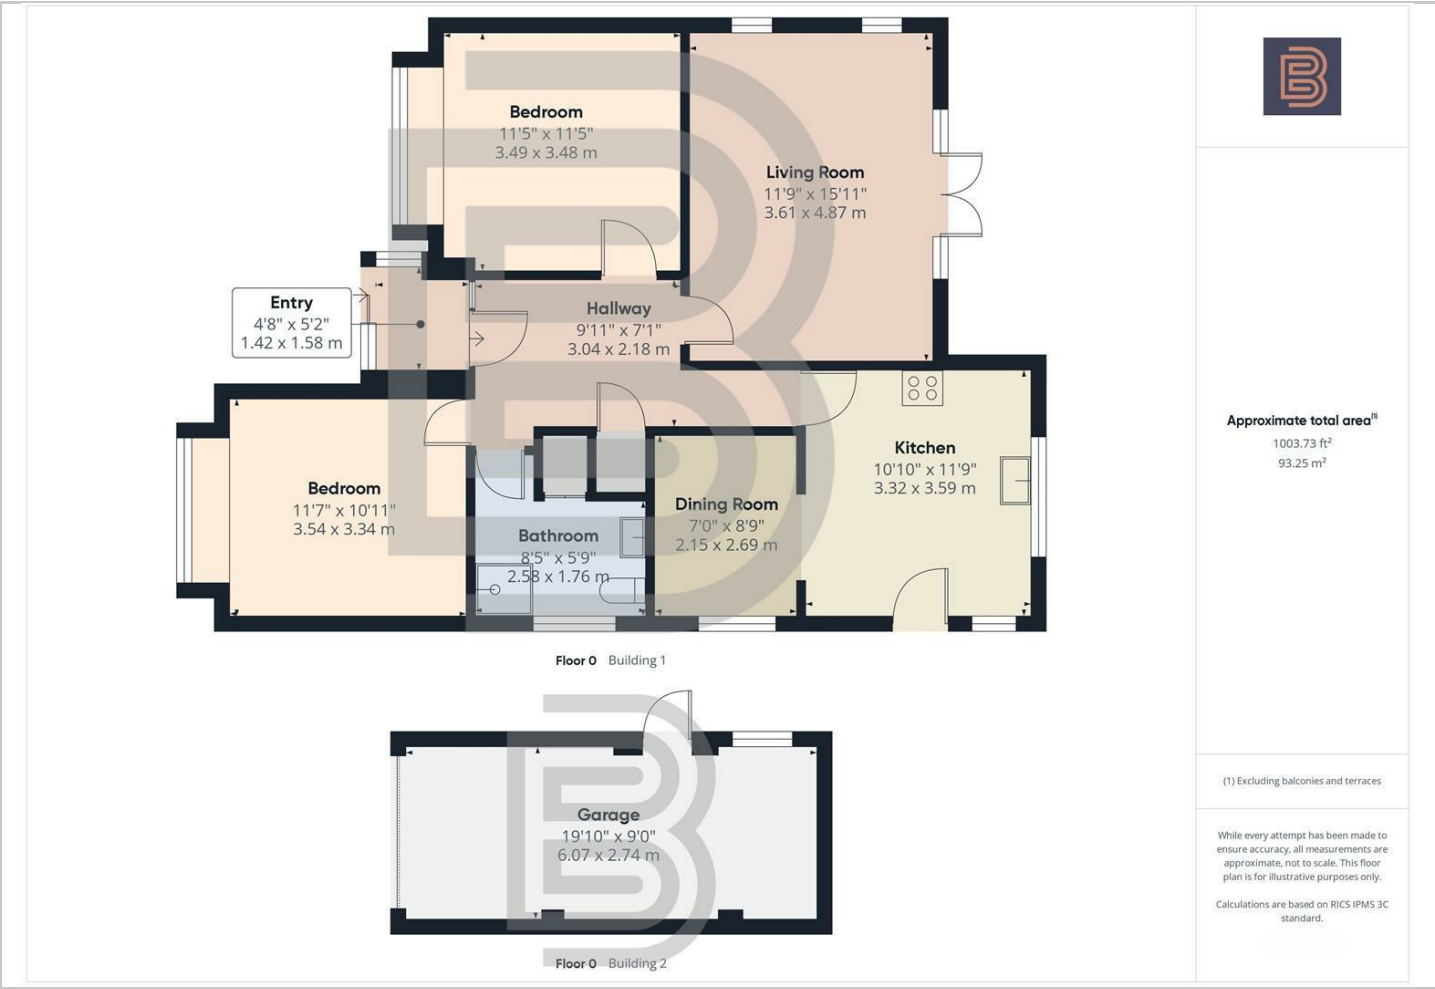 Bedroom
11'5" x 11'5"
3.49 x 3.48 m
Living Room
11'9" x 15'11"
3.61 x 4.87 m
Entry
4'8" x 5'2"
1.42 x 1.58 m
Hallway
9'11" x 7'1"
3.04 x 2.18 m
Bedroom
11'7" x 10'11"
3.54 x 3.34 m
Bathroom
8'5" x 5'9"
2.58 x 1.76 m
Dining Room
7'0" x 8'9"
2.15 x 2.69 m
Kitchen
10'10" x 11'9"
3.32 x 3.59 m
Floor 0 Building 1
Garage
19'10" x 9'0"
6.07 x 2.74 m
Floor 0 Building 2
B
Approximate total area(1)
1003.73 ft²
93.25 m²
(1) Excluding balconies and terraces
While every attempt has been made to
ensure accuracy, all measurements are
approximate, not to scale. This floor
plan is for illustrative purposes only.
Calculations are based on RICS IPMS 3C
standard.